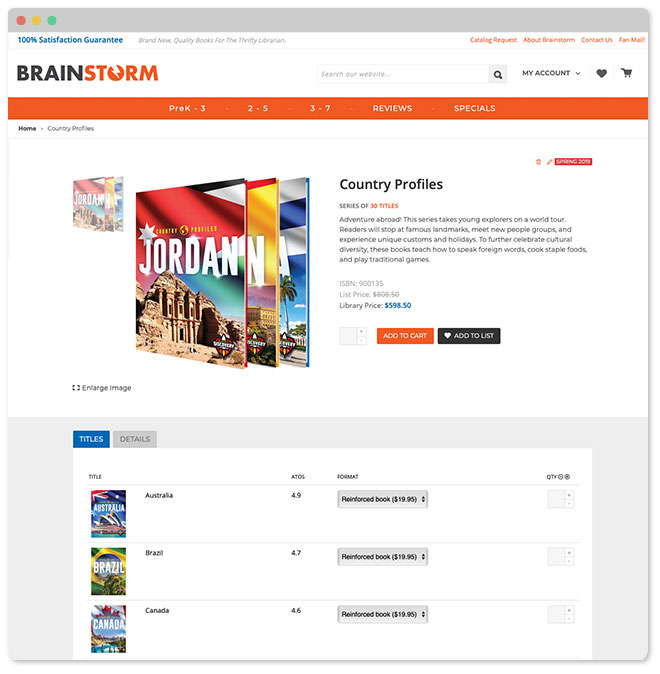 100% Satisfaction Guarantee
Brand New, Quality Books For The Thrifty Librarian.
Catalog Request About Brainstorm Contact Us Fan Mail!
BRAINSTORM
Search our website...
MY ACCOUNT
PreK - 3 · 2 - 5 · 3 - 7 · REVIEWS · SPECIALS
Home › Country Profiles
SPRING 2019
JORDAN
COUNTRY PROFILES
JORDAN N A
DISCOVERY
Country Profiles
SERIES OF 30 TITLES
Adventure abroad! This series takes young explorers on a world tour.
Readers will stop at famous landmarks, meet new people groups, and
experience unique customs and holidays. To further celebrate cultural
diversity, these books teach how to speak foreign words, cook staple foods,
and play traditional games.
ISBN: 900135
List Price: $808.50
Library Price: $598.50
+
-
ADD TO CART
ADD TO LIST
Enlarge Image
TITLES DETAILS
TITLE ATOS FORMAT QTY
AUSTRALIA
Australia 4.9 Reinforced book ($19.95)
+
-
BRAZIL
Brazil 4.7 Reinforced book ($19.95)
+
-
CANADA
Canada 4.6 Reinforced book ($19.95)
+
-